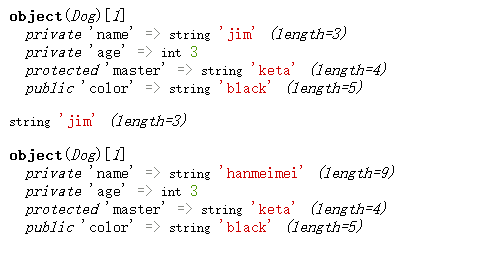 object(Dog)[1]
private 'name' => string 'jim' (length=3)
private 'age' => int 3
protected 'master' => string 'keta' (length=4)
public 'color' => string 'black' (length=5)
string 'jim' (length=3)
object(Dog)[1]
private 'name' => string 'hanmeimei' (length=9)
private 'age' => int 3
protected 'master' => string 'keta' (length=4)
public 'color' => string 'black' (length=5)